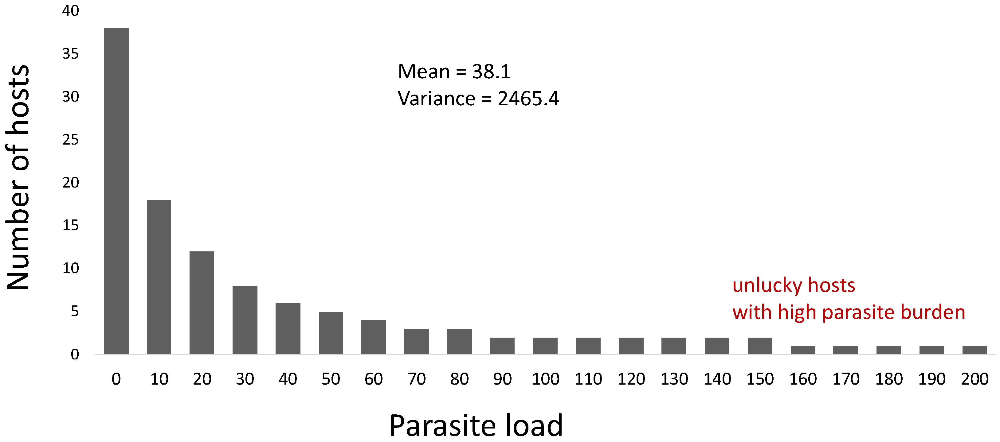 Number of hosts
40
35
30
25
20
15
10
5
0
Mean = 38.1
Variance = 2465.4
unlucky hosts
with high parasite burden
0 10 20 30 40 50 60 70 80 90 100 110 120 130 140 150 160 170 180 190 200
Parasite load